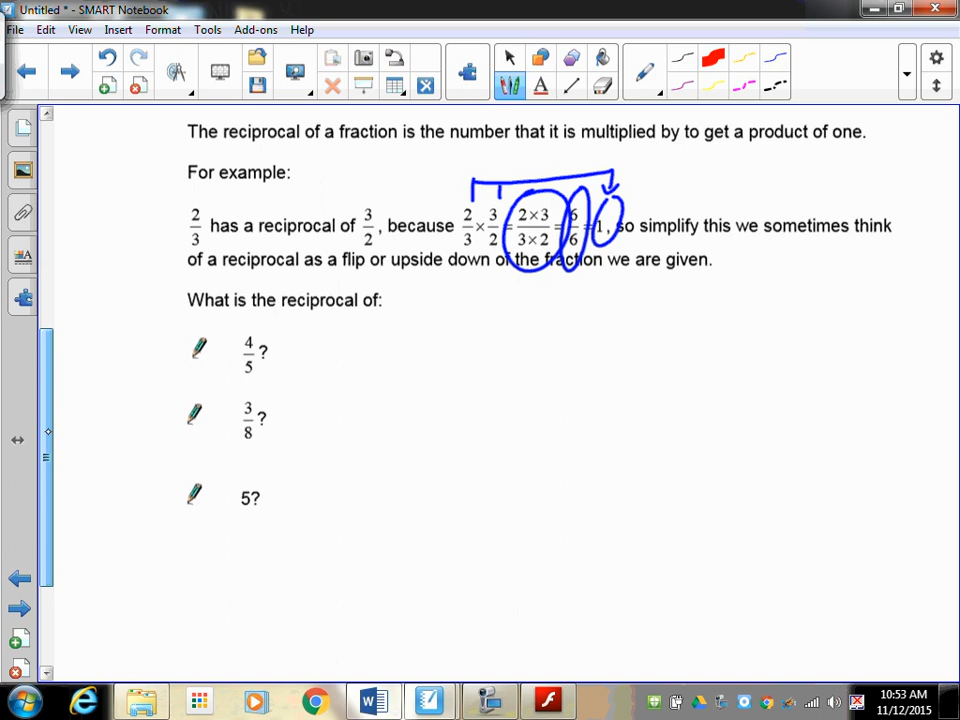 Untitled * - SMART Notebook
File Edit View Insert Format Tools Add-ons Help
The reciprocal of a fraction is the number that it is multiplied by to get a product of one.
For example:
2/3 has a reciprocal of 3/2, because 2/3 × 3/2 = 2×3/3×2 = 6/6 = 1, so simplify this we sometimes think
of a reciprocal as a flip or upside down of the fraction we are given.
What is the reciprocal of:
4/5?
3/8?
5?
10:53 AM
11/12/2015